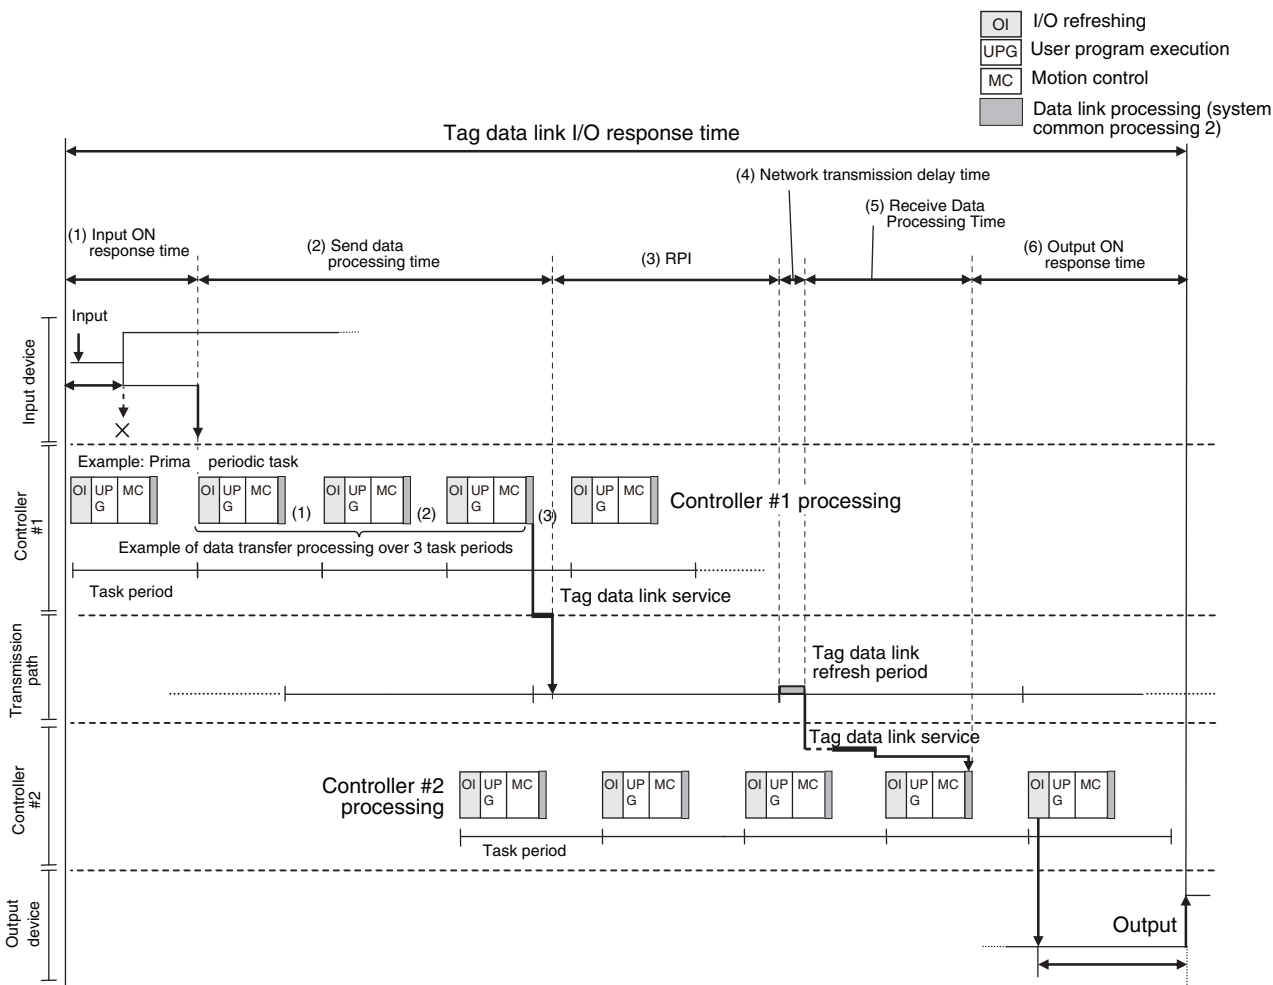 OI I/O refreshing
UPG User program execution
MC Motion control
Data link processing (system
common processing 2)
Tag data link I/O response time
(4) Network transmission delay time
(5) Receive Data
Processing Time
(1) Input ON
response time
(2) Send data
processing time
(3) RPI
(6) Output ON
response time
Input device
Input
Controller
#1
Example: Prima periodic task
OI UP
G MC
OI UP
G MC
(1)
OI UP
G MC
(2)
OI UP
G MC
(3)
OI UP
G MC
Controller #1 processing
Example of data transfer processing over 3 task periods
Task period
Tag data link service
Transmission
path
Tag data link
refresh period
Controller
#2
Tag data link service
Controller #2
processing
OI UP
G MC
OI UP
G MC
OI UP
G MC
OI UP
G MC
OI UP
G MC
Task period
Output
device
Output